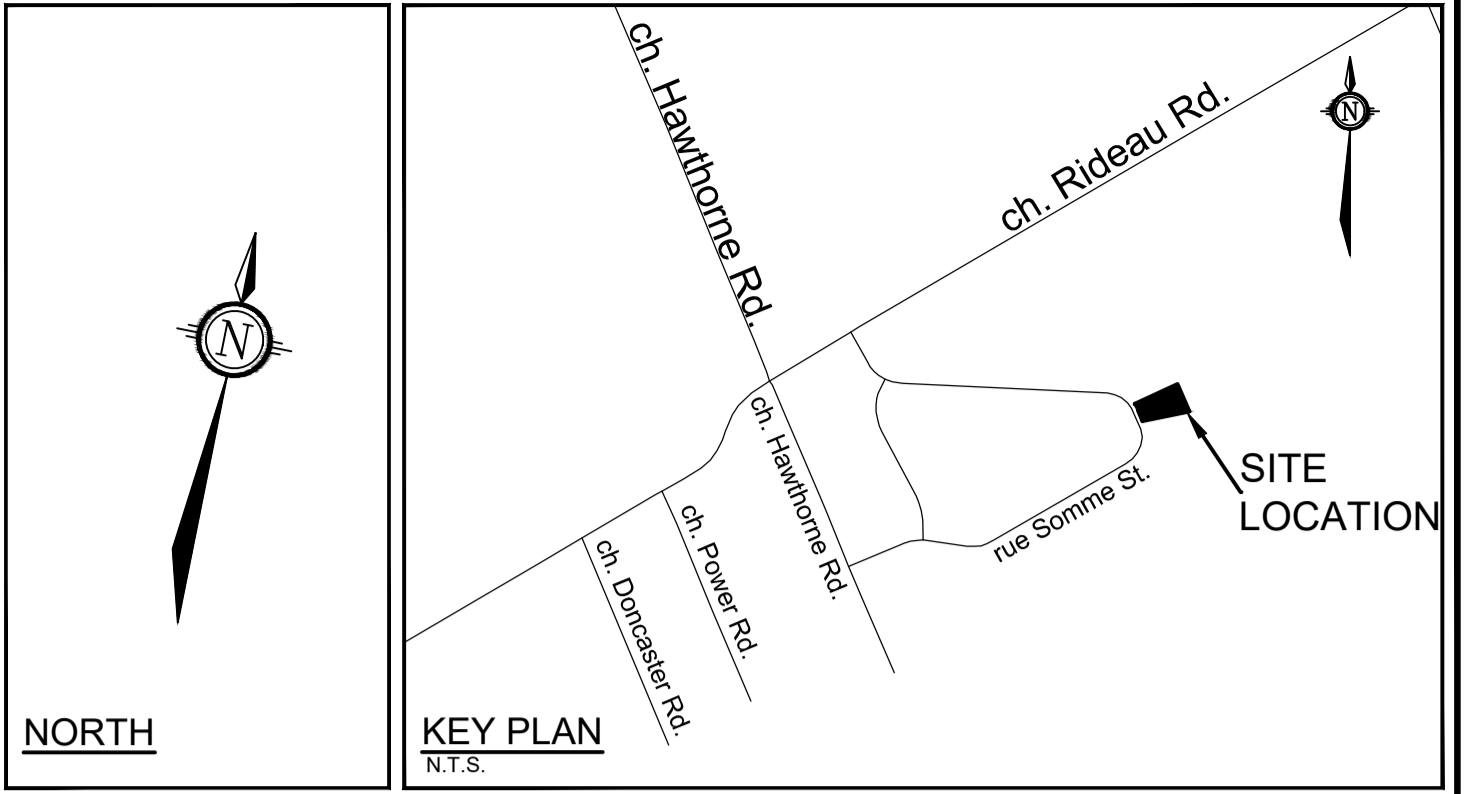 N
NORTH
ch. Hawthorne Rd.
ch. Rideau Rd.
N
ch. Hawthorne Rd.
rue Somme St.
SITE
LOCATION
ch. Power Rd.
ch. Doncaster Rd.
KEY PLAN
N.T.S.